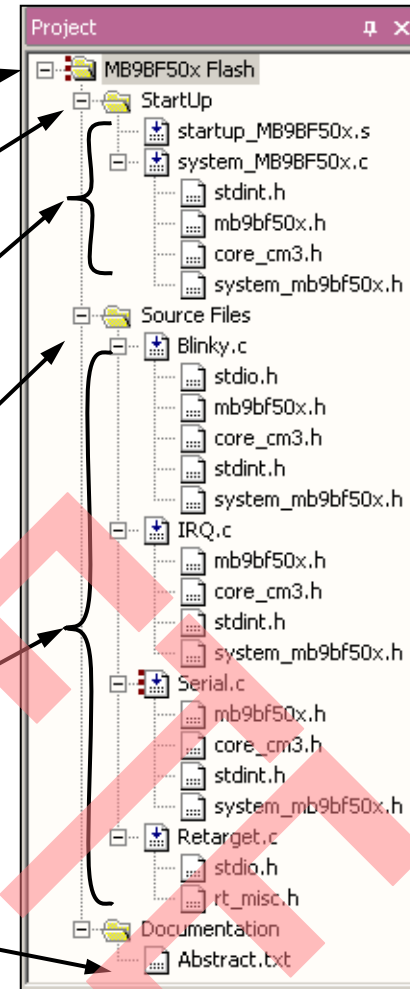 Project
MB9BF50x Flash
StartUp
startup_MB9BF50x.s
system_MB9BF50x.c
stdint.h
mb9bf50x.h
core_cm3.h
system_mb9bf50x.h
Source Files
Blinky.c
stdio.h
mb9bf50x.h
core_cm3.h
stdint.h
system_mb9bf50x.h
IRQ.c
mb9bf50x.h
core_cm3.h
stdint.h
system_mb9bf50x.h
Serial.c
mb9bf50x.h
core_cm3.h
stdint.h
system_mb9bf50x.h
Retarget.c
stdio.h
rt_misc.h
Documentation
Abstract.txt